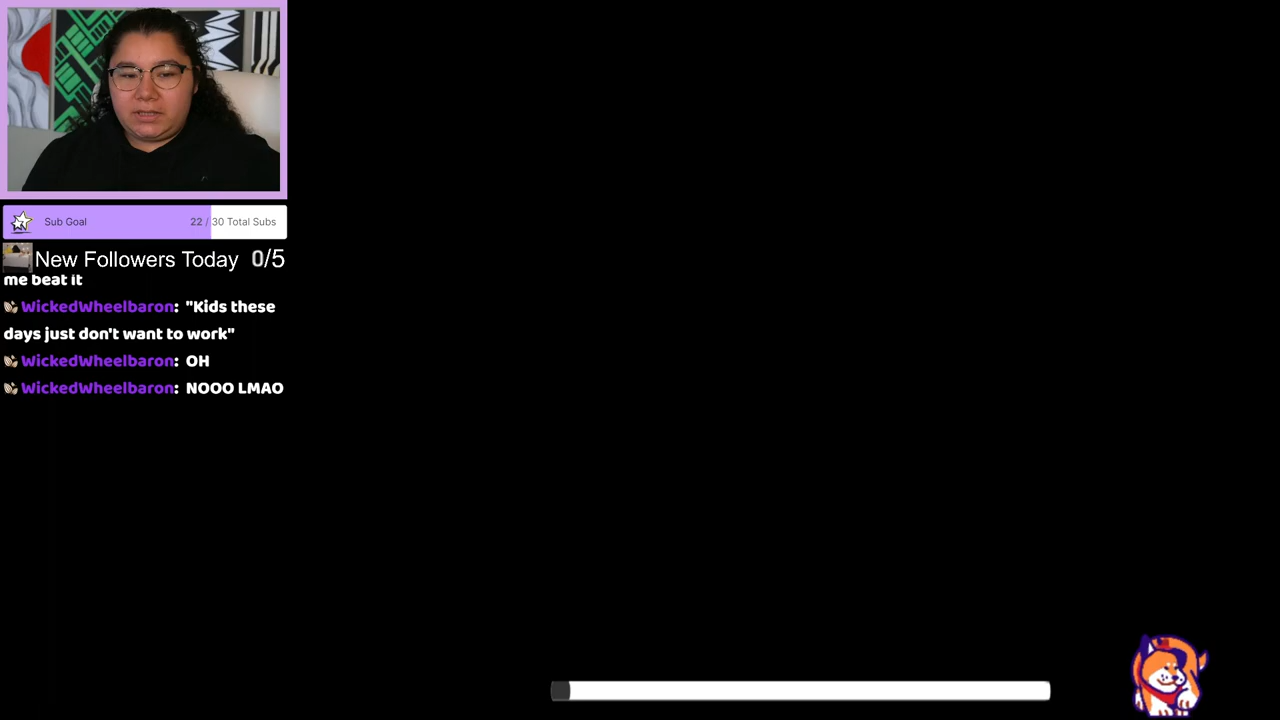 Sub Goal 22 / 30 Total Subs
New Followers Today 0/5
me beat it
WickedWheelbaron: "Kids these
days just don't want to work"
WickedWheelbaron: OH
WickedWheelbaron: NOOO LMAO